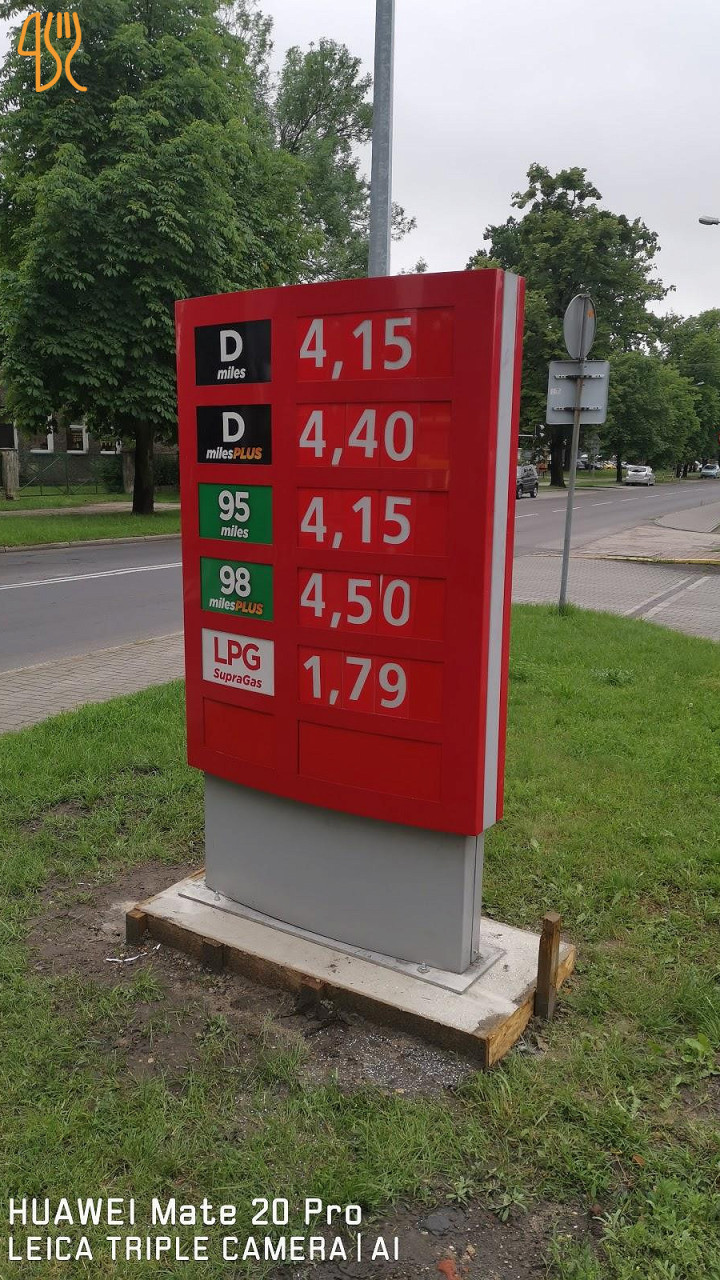 D
miles
4,15
D
milesPLUS
4,40
95
miles
4,15
98
milesPLUS
4,50
LPG
SupraGas
1,79
HUAWEI Mate 20 Pro
LEICA TRIPLE CAMERA|AI